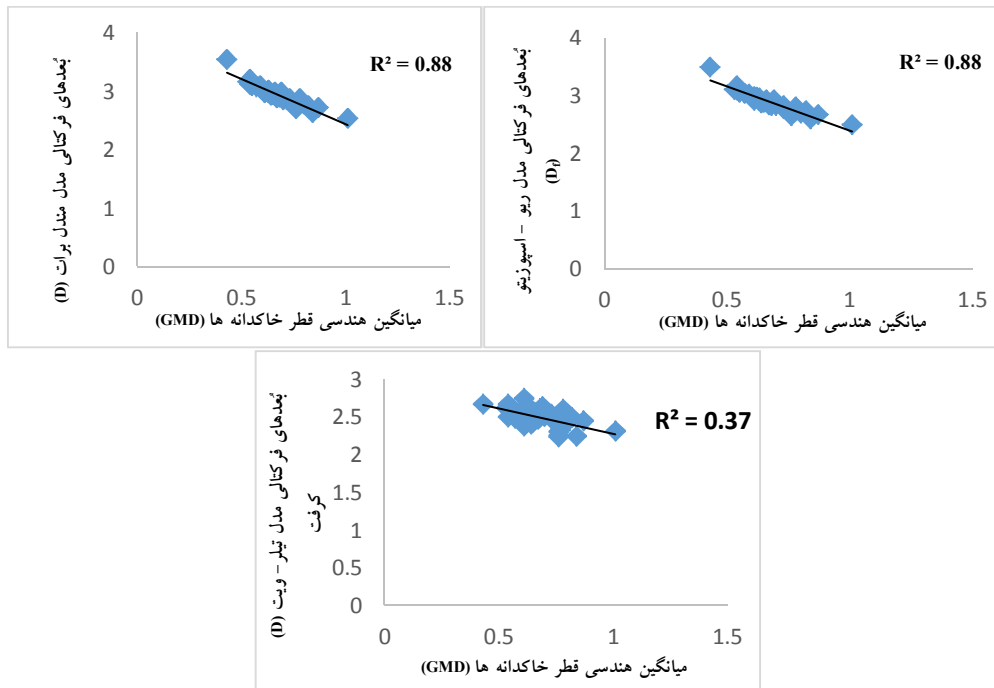 بُعدهای فرکتالی مدل مندل برات (D)
4
3
2
1
0
R² = 0.88
0
0.5
1
1.5
میانگین هندسی قطر خاکدانه ها (GMD)
بُعدهای فرکتالی مدل ریو - اسپوزیتو
(Df)
4
3
2
1
0
R² = 0.88
0
0.5
1
1.5
میانگین هندسی قطر خاکدانه ها (GMD)
بُعدهای فرکتالی مدل تیلر- ویت (D)
کرفت
3
2.5
2
1.5
1
0.5
0
R² = 0.37
0
0.5
1
1.5
میانگین هندسی قطر خاکدانه ها (GMD)